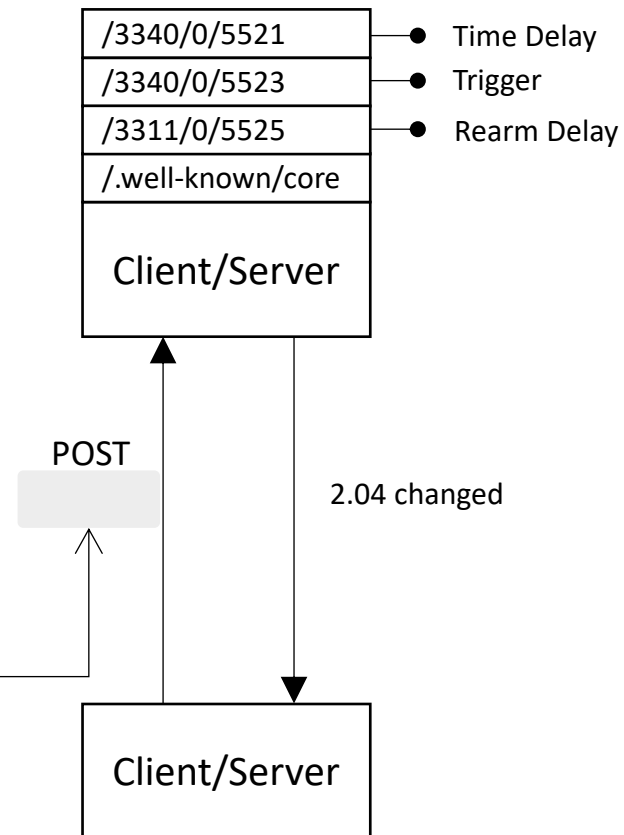 /3340/0/5521
Time Delay
/3340/0/5523
Trigger
/3311/0/5525
Rearm Delay
/.well-known/core
Client/Server
POST
2.04 changed
Client/Server